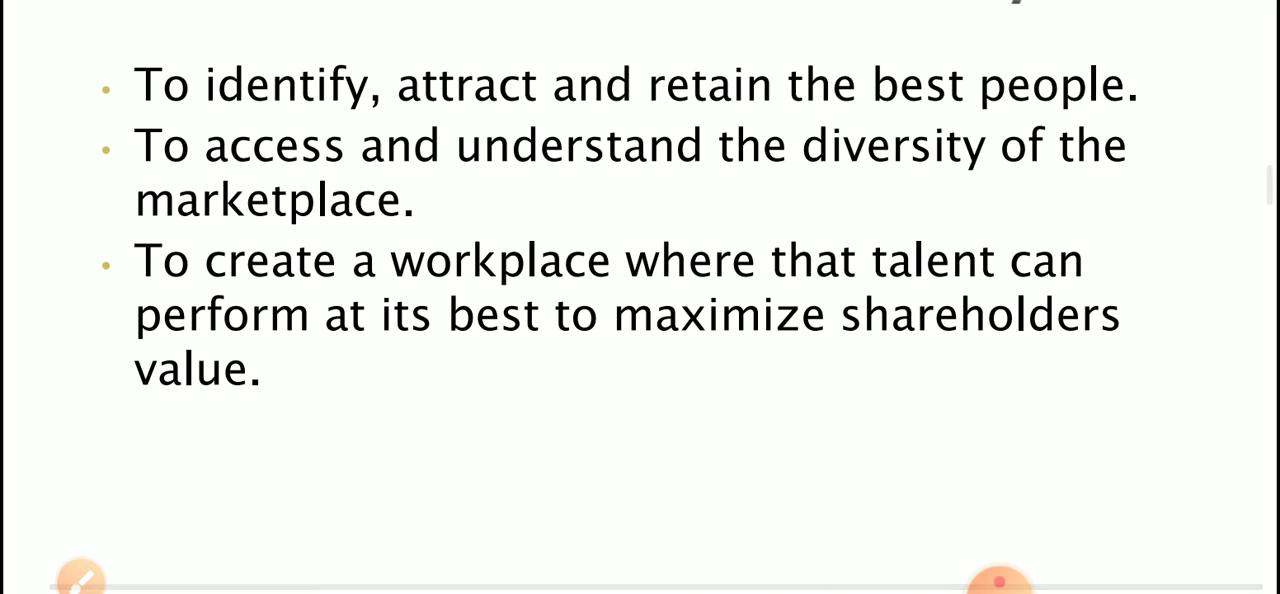 • To identify, attract and retain the best people.
• To access and understand the diversity of the
marketplace.
• To create a workplace where that talent can
perform at its best to maximize shareholders
value.